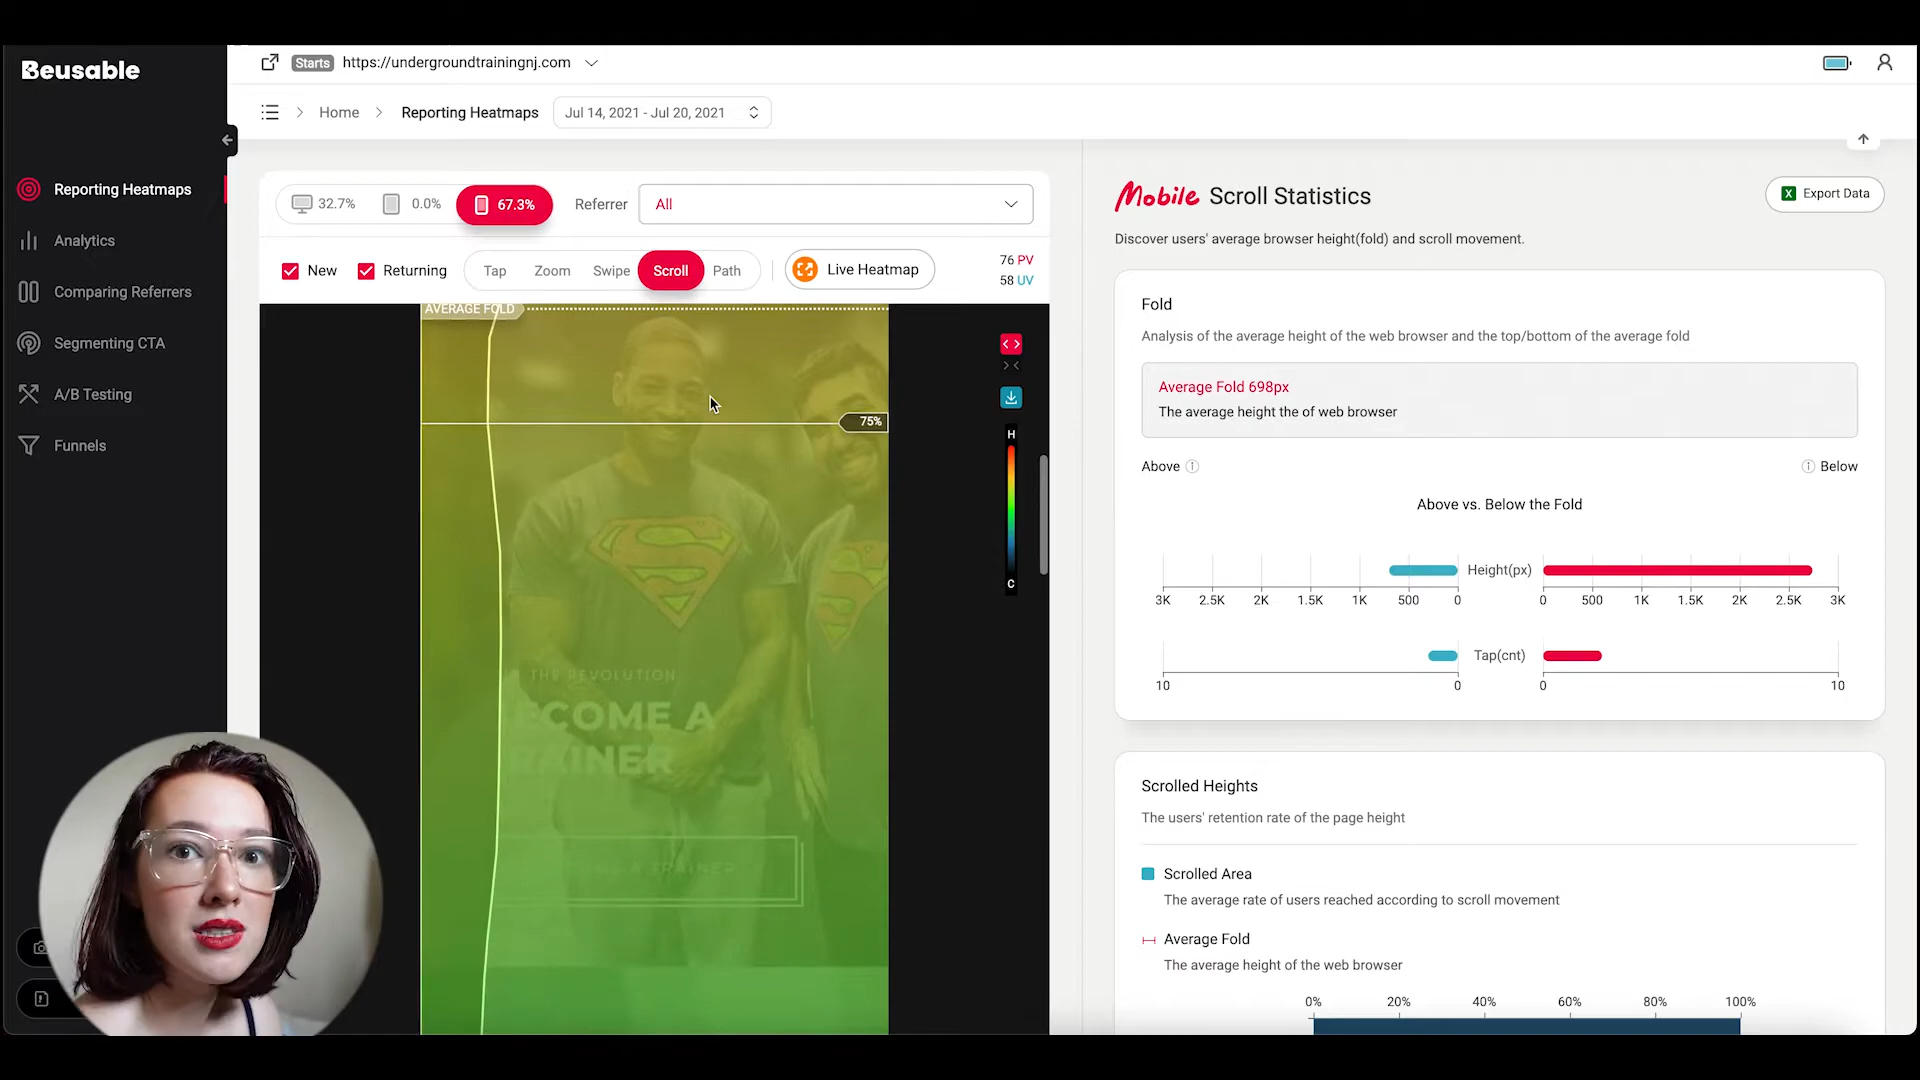 Beusable
Starts https://undergroundtrainingnj.com
Home Reporting Heatmaps Jul 14, 2021 - Jul 20, 2021
Reporting Heatmaps
Analytics
Comparing Referrers
Segmenting CTA
A/B Testing
Funnels
32.7% 0.0% 67.3% Referrer All
New Returning Tap Zoom Swipe Scroll Path Live Heatmap
76 PV
58 UV
AVERAGE FOLD
75%
H
C
THE REVOLUTION
COME A
RAINER
A TRAINER
Mobile Scroll Statistics
Export Data
Discover users' average browser height(fold) and scroll movement.
Fold
Analysis of the average height of the web browser and the top/bottom of the average fold
Average Fold 698px
The average height the of web browser
Above Below
Above vs. Below the Fold
Height(px)
3K 2.5K 2K 1.5K 1K 500 0 0 500 1K 1.5K 2K 2.5K 3K
Tap(cnt)
10 0 0 10
Scrolled Heights
The users' retention rate of the page height
Scrolled Area
The average rate of users reached according to scroll movement
Average Fold
The average height of the web browser
0% 20% 40% 60% 80% 100%